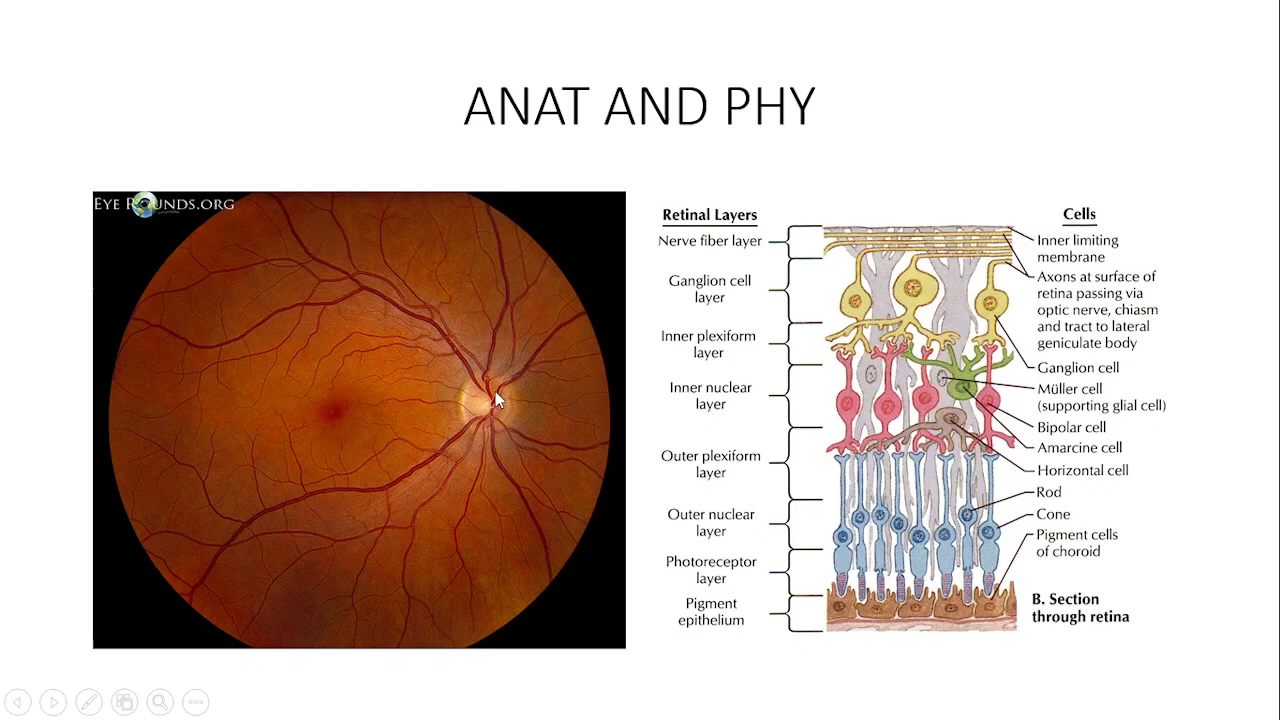 ANAT AND PHY
EYE ROUNDS.ORG
Retinal Layers
Nerve fiber layer
Ganglion cell
layer
Inner plexiform
layer
Inner nuclear
layer
Outer plexiform
layer
Outer nuclear
layer
Photoreceptor
layer
Pigment
epithelium
Cells
Inner limiting
membrane
Axons at surface of
retina passing via
optic nerve, chiasm
and tract to lateral
geniculate body
Ganglion cell
Müller cell
(supporting glial cell)
Bipolar cell
Amarcine cell
Horizontal cell
Rod
Cone
Pigment cells
of choroid
B. Section
through retina